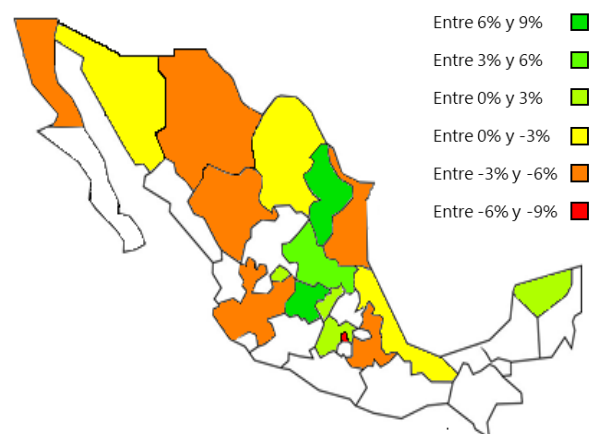 Entre 6% y 9%
Entre 3% y 6%
Entre 0% y 3%
Entre 0% y -3%
Entre -3% y -6%
Entre -6% y -9%